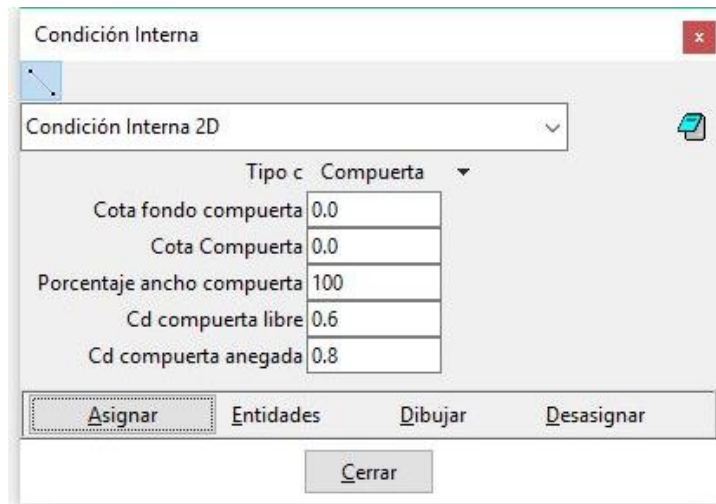 Condición Interna
x
Condición Interna 2D
Tipo c Compuerta
Cota fondo compuerta 0.0
Cota Compuerta 0.0
Porcentaje ancho compuerta 100
Cd compuerta libre 0.6
Cd compuerta anegada 0.8
Asignar Entidades Dibujar Desasignar
Cerrar